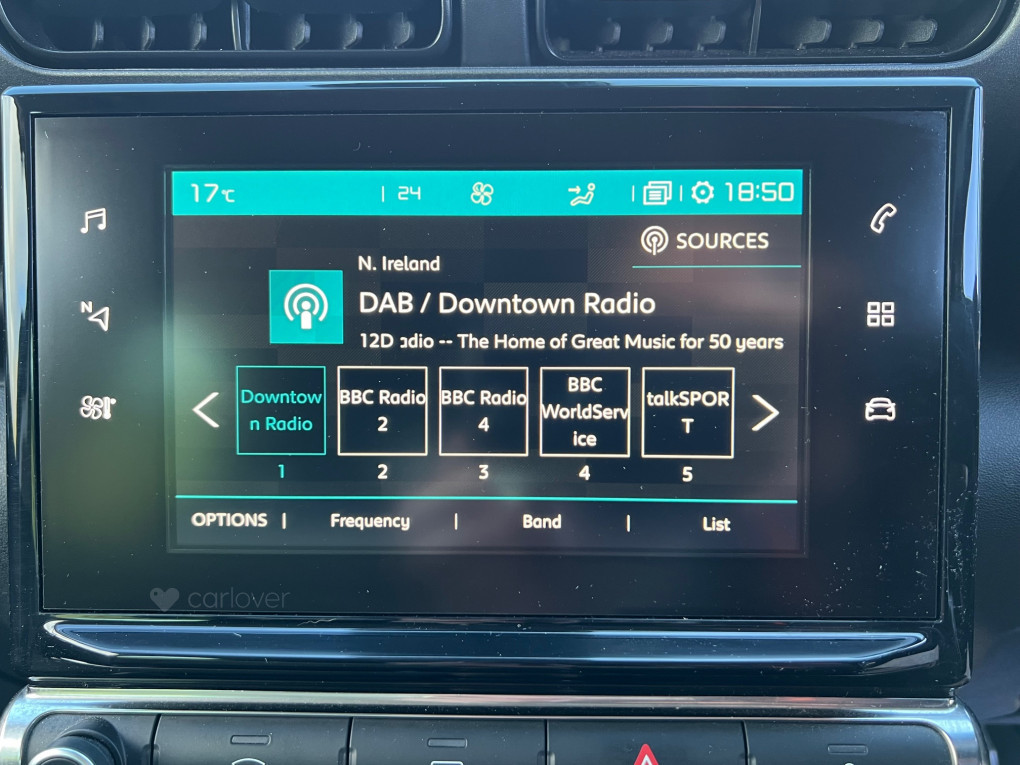 17°C | 24 | | 18:50
SOURCES
N. Ireland
DAB / Downtown Radio
12D adio -- The Home of Great Music for 50 years
Downtow
n Radio
1
BBC Radio
2
2
BBC Radio
4
3
BBC
WorldServ
ice
4
talkSPOR
T
5
OPTIONS | Frequency | Band | List
N
carlover